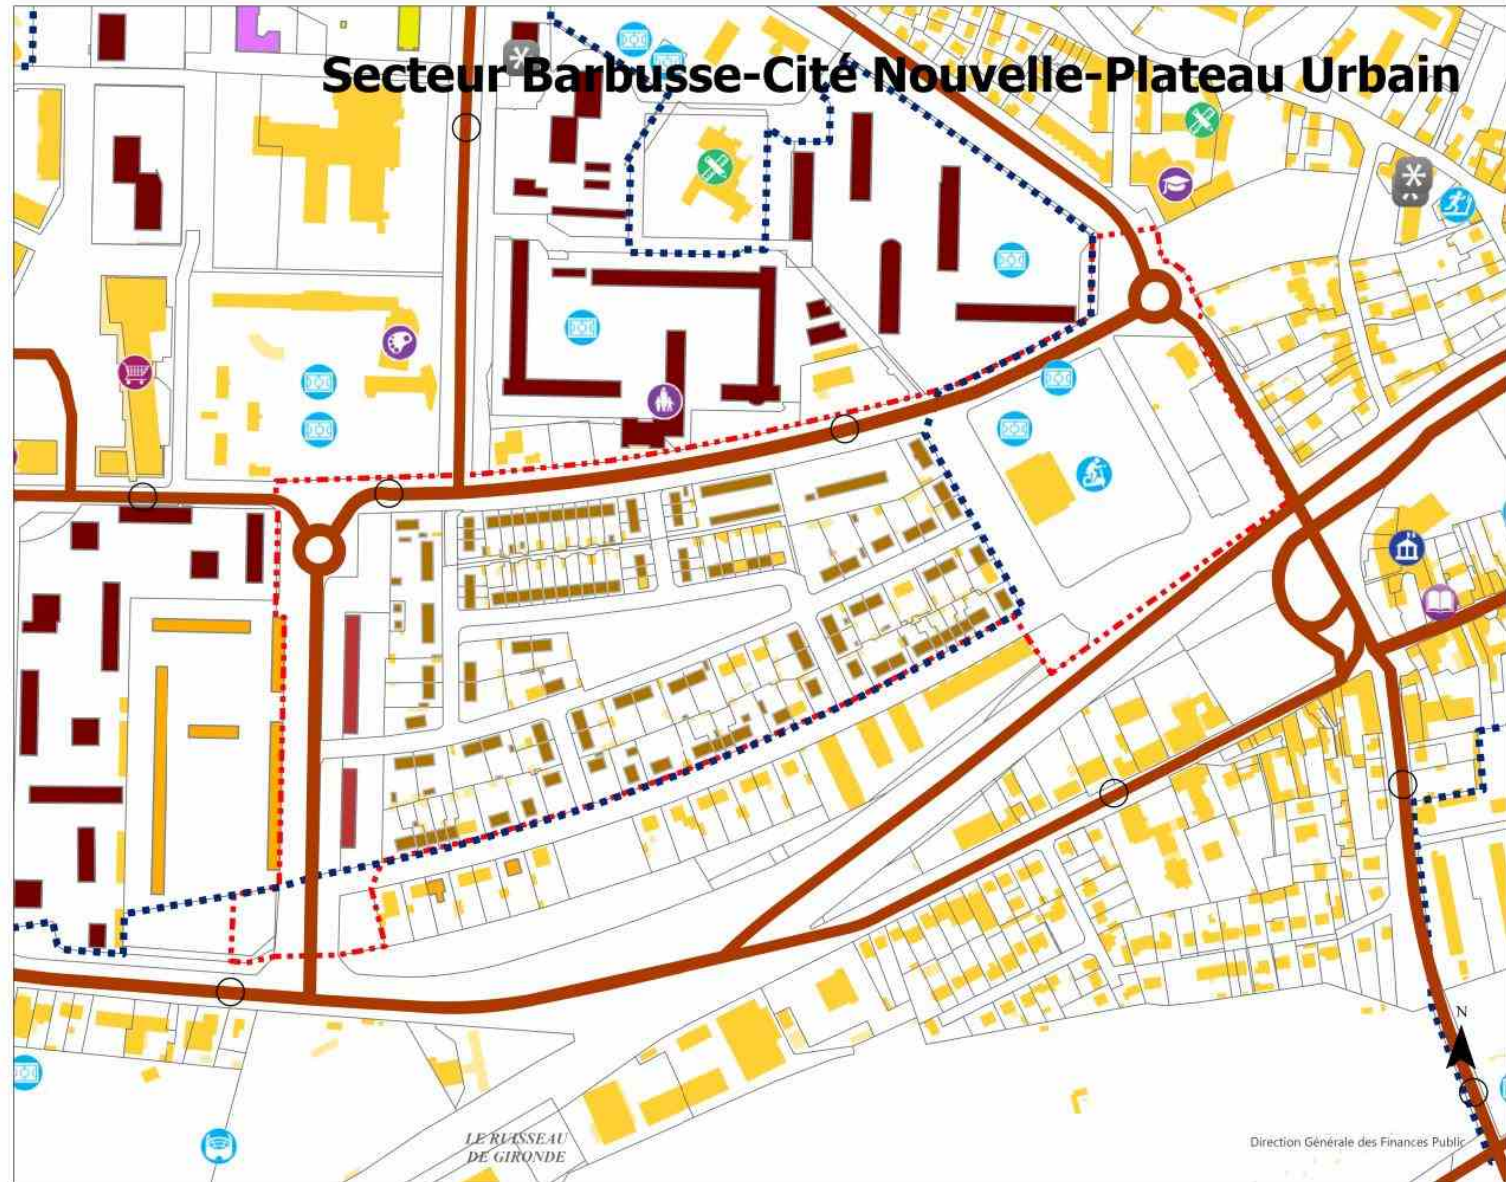 Secteur Barbusse-Cité Nouvelle-Plateau Urbain
N
LE RUISSEAU
DE GIRONDE
Direction Générale des Finances Public